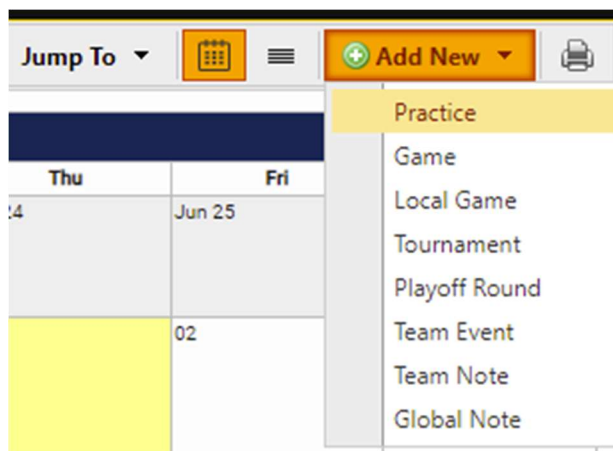 Jump To
Add New
Practice
Game
Local Game
Tournament
Playoff Round
Team Event
Team Note
Global Note
Thu
Fri
24
Jun 25
02